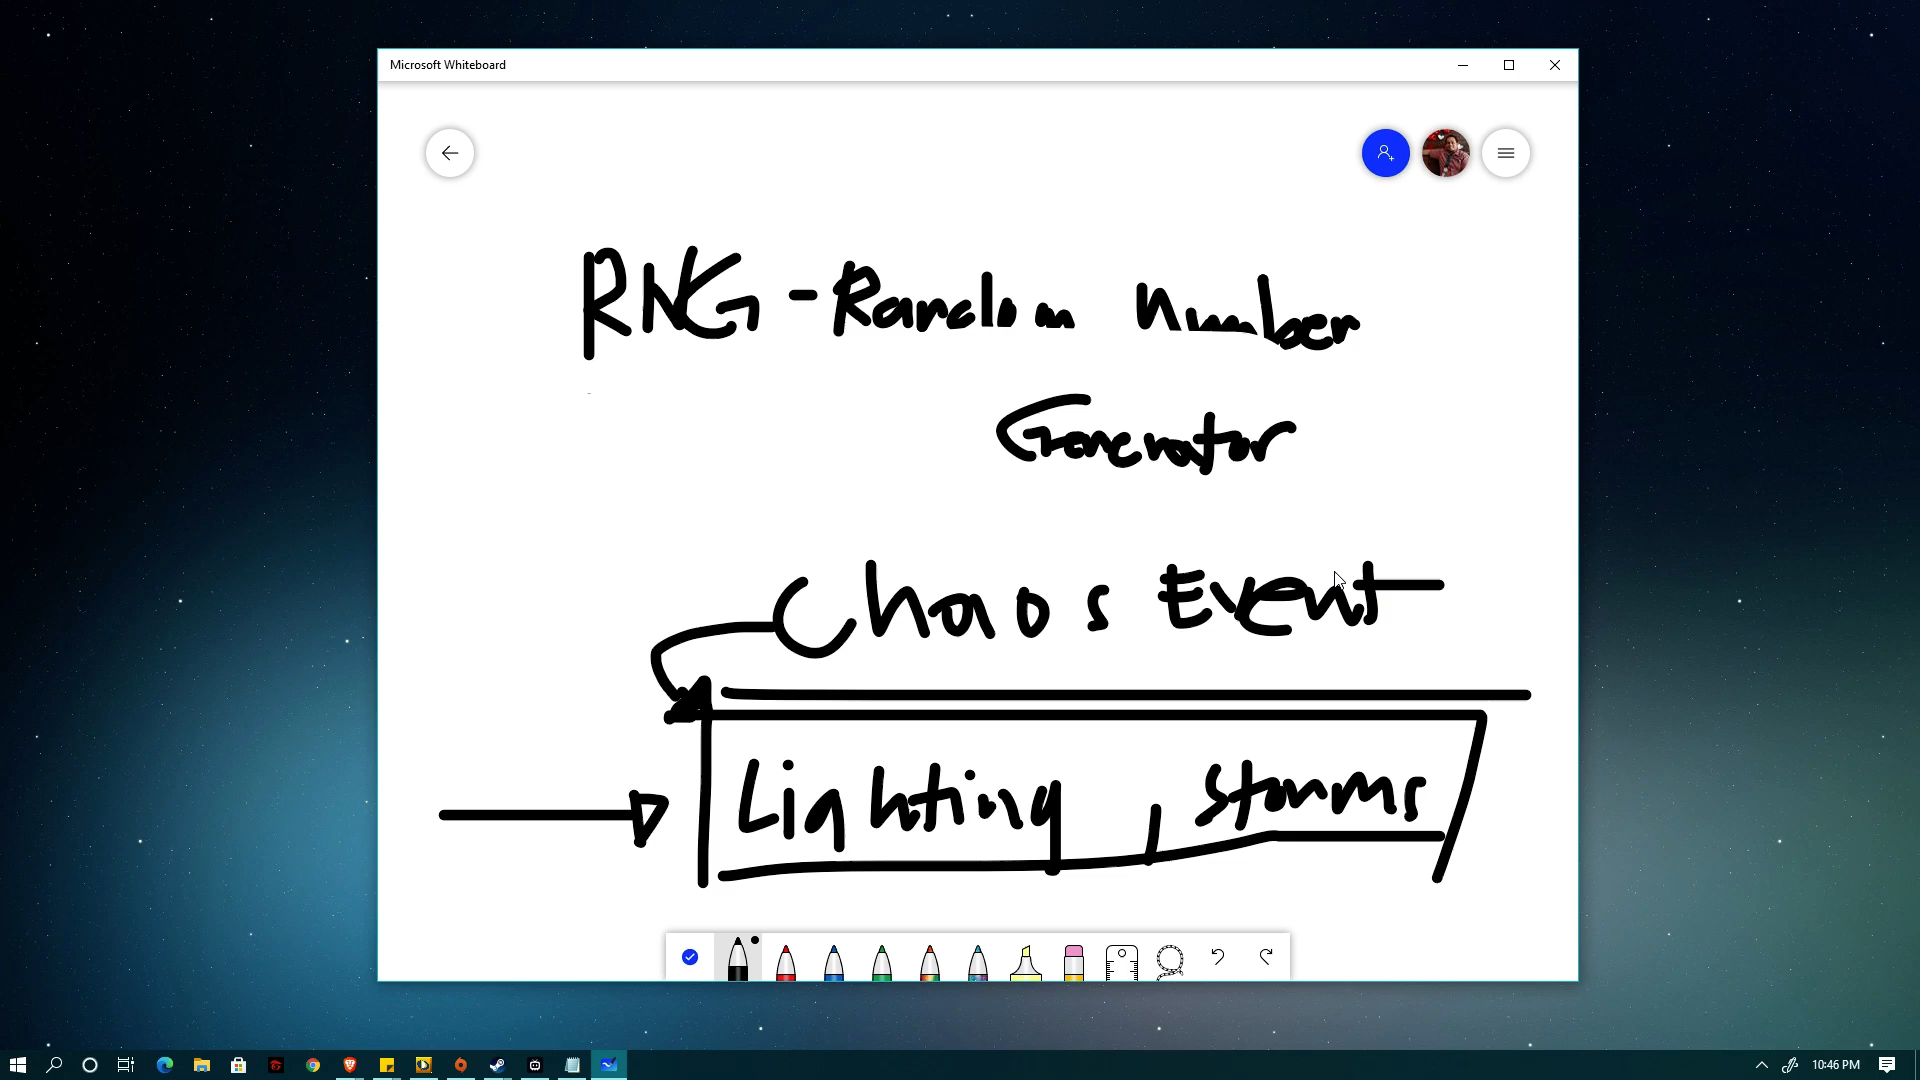 Microsoft Whiteboard
RNG - Random Number
Generator
Chaos Event
Lighting , Storms
10:46 PM